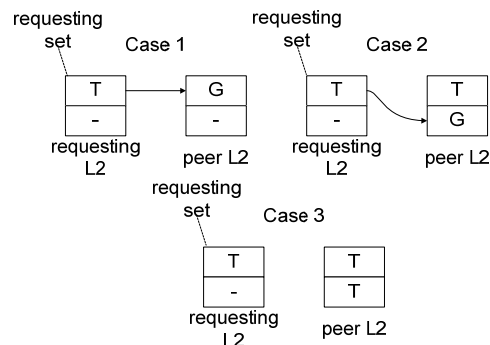 requesting
set
Case 1
T
G
-
-
requesting
L2
peer L2
requesting
set
Case 2
T
T
-
G
requesting
L2
peer L2
requesting
set
Case 3
T
T
-
T
requesting
L2
peer L2